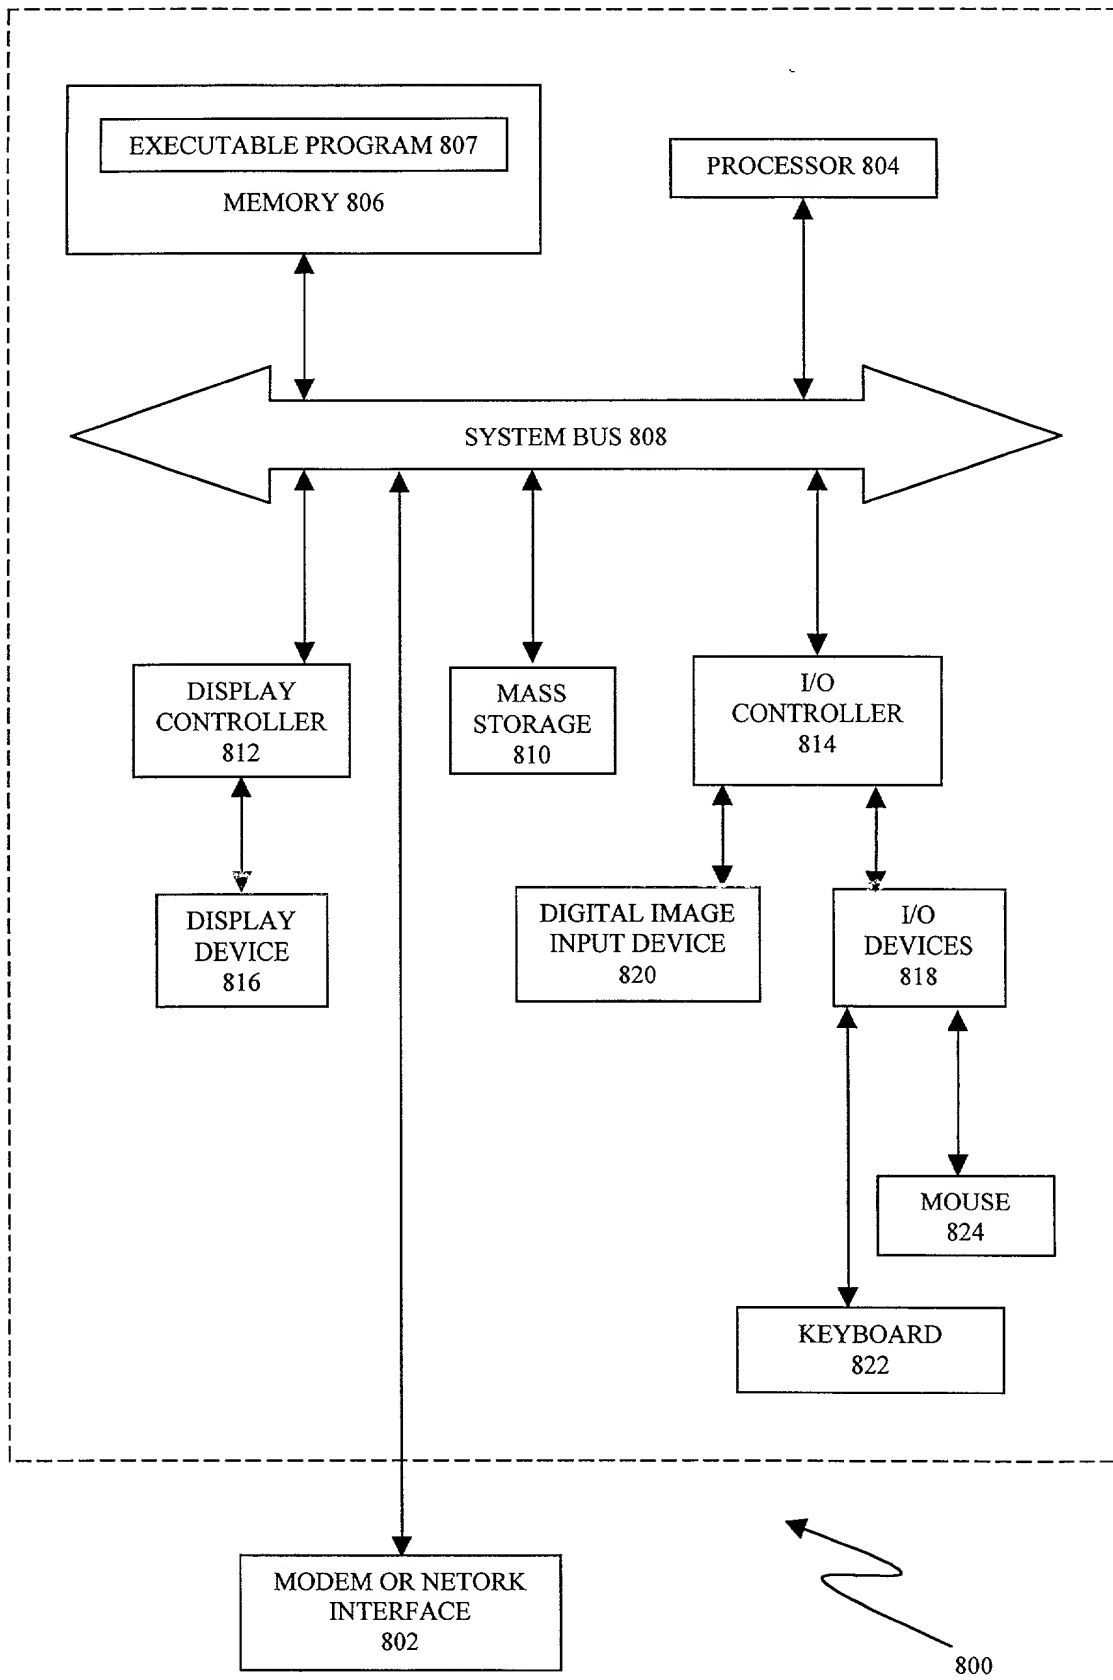 EXECUTABLE PROGRAM 807
MEMORY 806
PROCESSOR 804
SYSTEM BUS 808
DISPLAY
CONTROLLER
812
MASS
STORAGE
810
I/O
CONTROLLER
814
DISPLAY
DEVICE
816
DIGITAL IMAGE
INPUT DEVICE
820
I/O
DEVICES
818
MOUSE
824
KEYBOARD
822
MODEM OR NETORK
INTERFACE
802
800